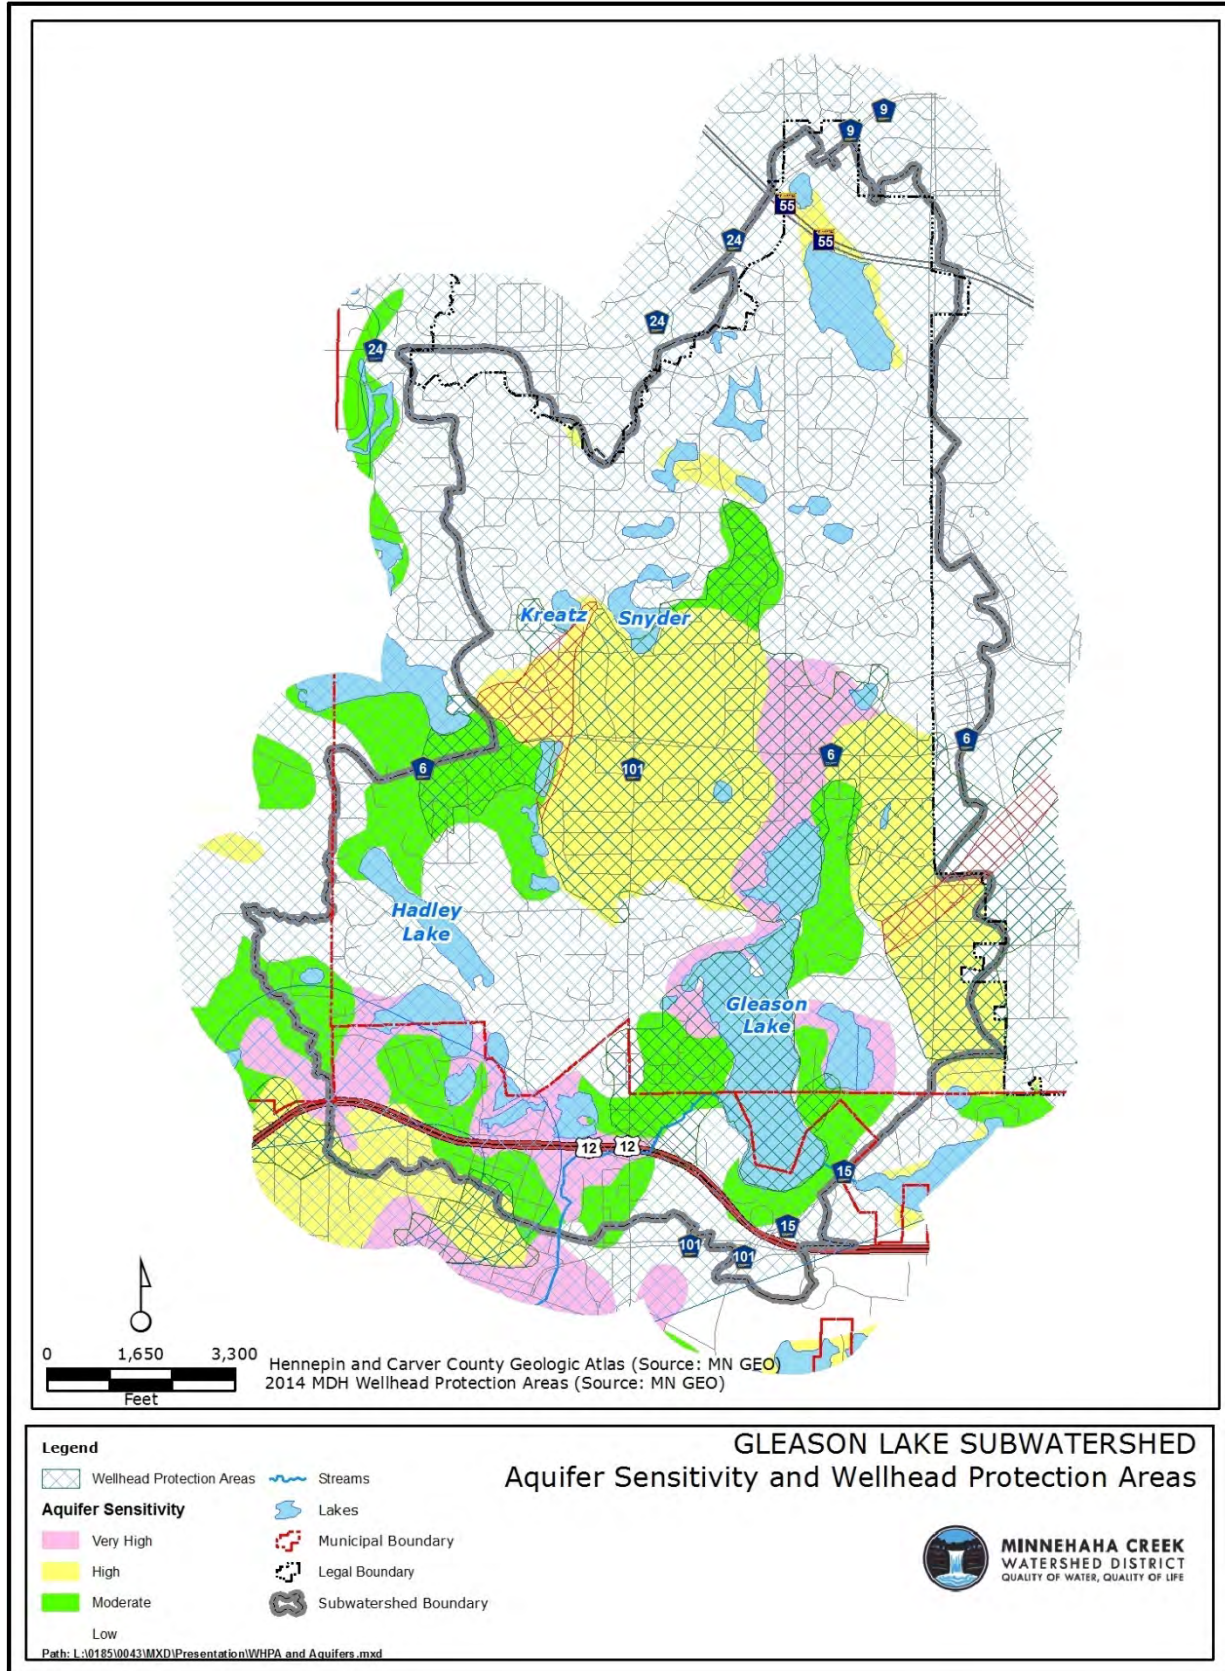 9
9
55
24
55
24
24
Kreatz
Snyder
6
6
6
101
Hadley
Lake
Gleason
Lake
12
12
15
15
101
101
0
1,650
3,300
Feet
Hennepin and Carver County Geologic Atlas (Source: MN GEO)
2014 MDH Wellhead Protection Areas (Source: MN GEO)
GLEASON LAKE SUBWATERSHED
Aquifer Sensitivity and Wellhead Protection Areas
Legend
Wellhead Protection Areas
Aquifer Sensitivity
Very High
High
Moderate
Low
Streams
Lakes
Municipal Boundary
Legal Boundary
Subwatershed Boundary
MINNEHAHA CREEK
WATERSHED DISTRICT
QUALITY OF WATER, QUALITY OF LIFE
Path: L:\0185\0043\MXD\Presentation\WHPA and Aquifers.mxd